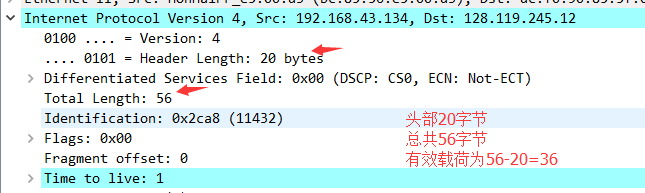 Internet Protocol Version 4, Src: 192.168.43.134, Dst: 128.119.245.12
0100 .... = Version: 4
.... 0101 = Header Length: 20 bytes
Differentiated Services Field: 0x00 (DSCP: CS0, ECN: Not-ECT)
Total Length: 56
Identification: 0x2ca8 (11432)
头部20字节
Flags: 0x00
总共56字节
Fragment offset: 0
有效载荷为56-20=36
Time to live: 1